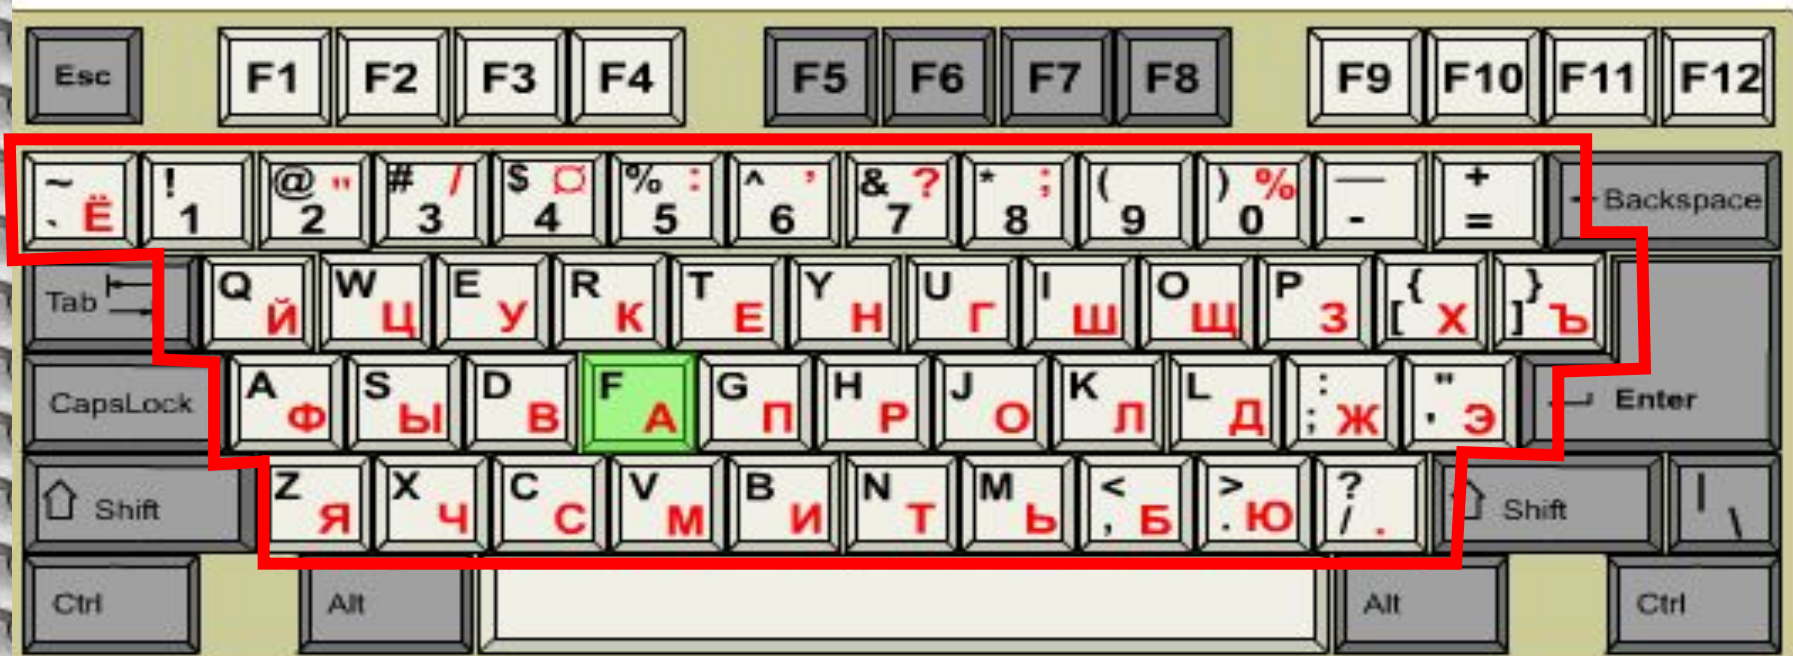 Esc F1 F2 F3 F4 F5 F6 F7 F8 F9 F10 F11 F12
~ ! @ " # / $ ¤ % : ^ ' & ? * ; ( ) % — +
` Ё 1 2 3 4 5 6 7 8 9 0 - = Backspace
Tab Q Й W Ц E У R К T Е Y Н U Г I Ш O Щ P З { [ Х } ] Ъ
CapsLock A Ф S Ы D В F А G П H Р J О K Л L Д : ; Ж " ' Э Enter
Shift Z Я X Ч C С V М B И N Т M Ь < , Б > . Ю ? / . Shift | \
Ctrl Alt Alt Ctrl